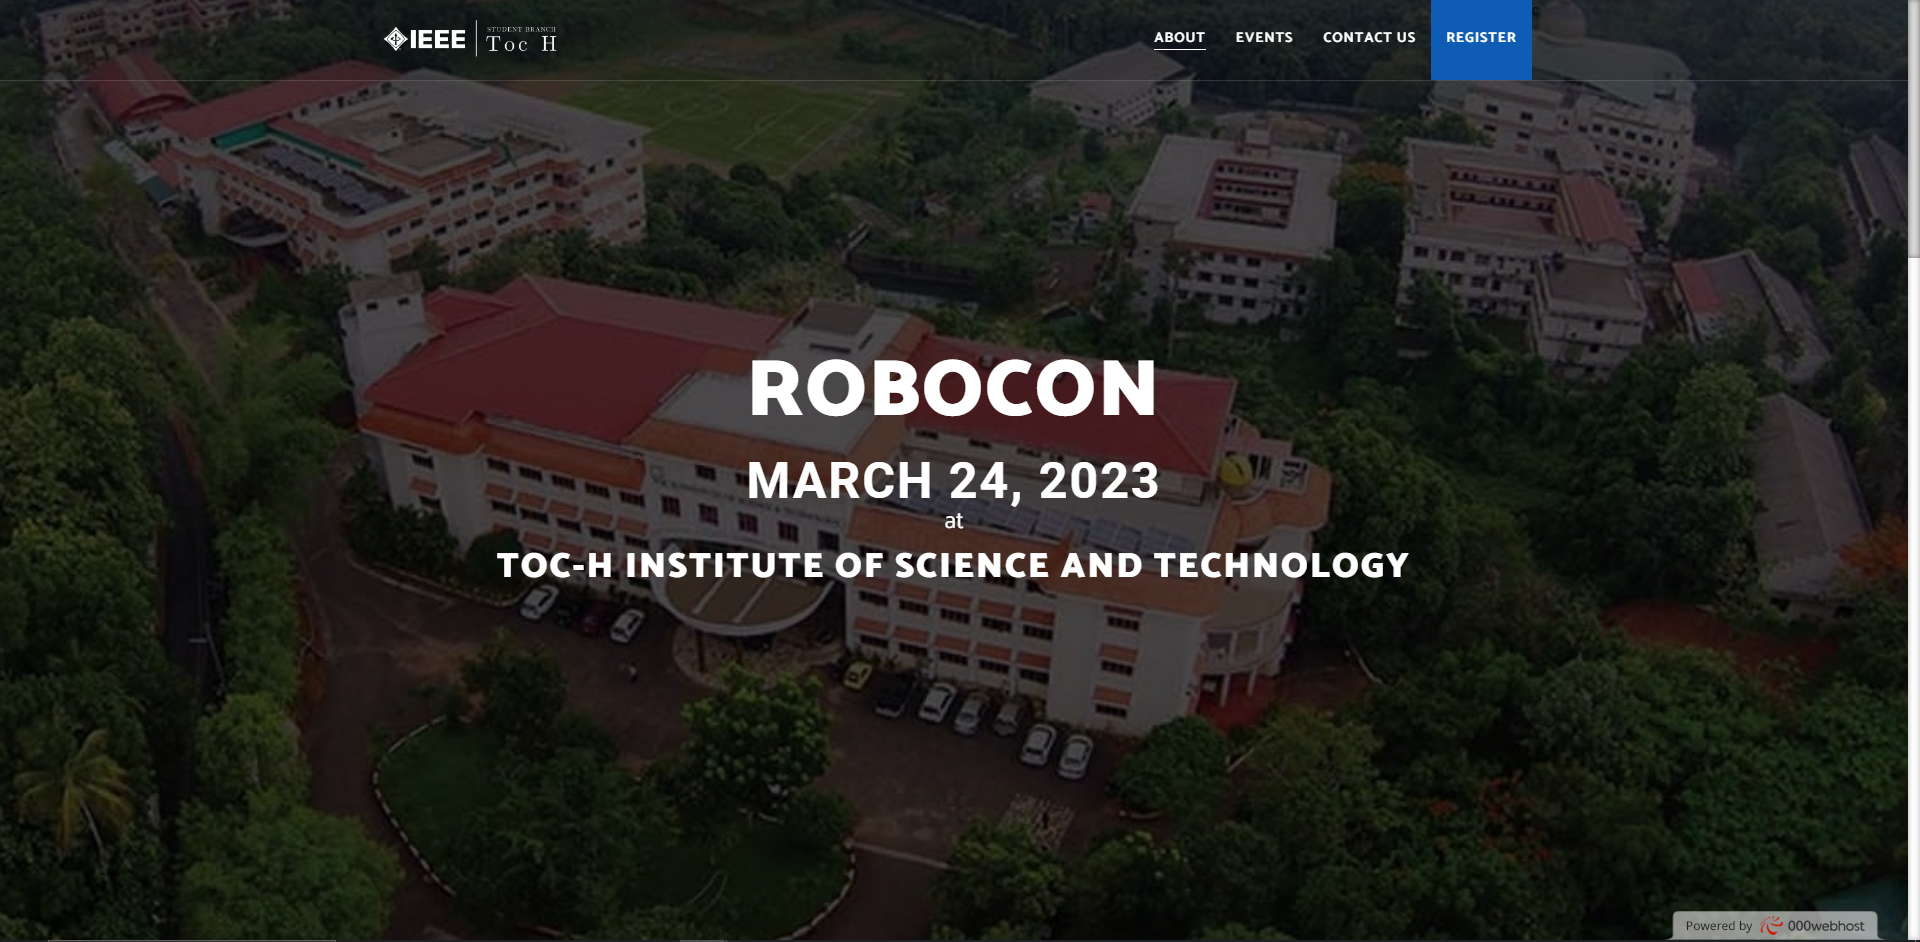 IEEE
STUDENT BRANCH
Toc H
ABOUT
EVENTS
CONTACT US
REGISTER
ROBOCON
MARCH 24, 2023
at
TOC-H INSTITUTE OF SCIENCE AND TECHNOLOGY
Powered by 000webhost